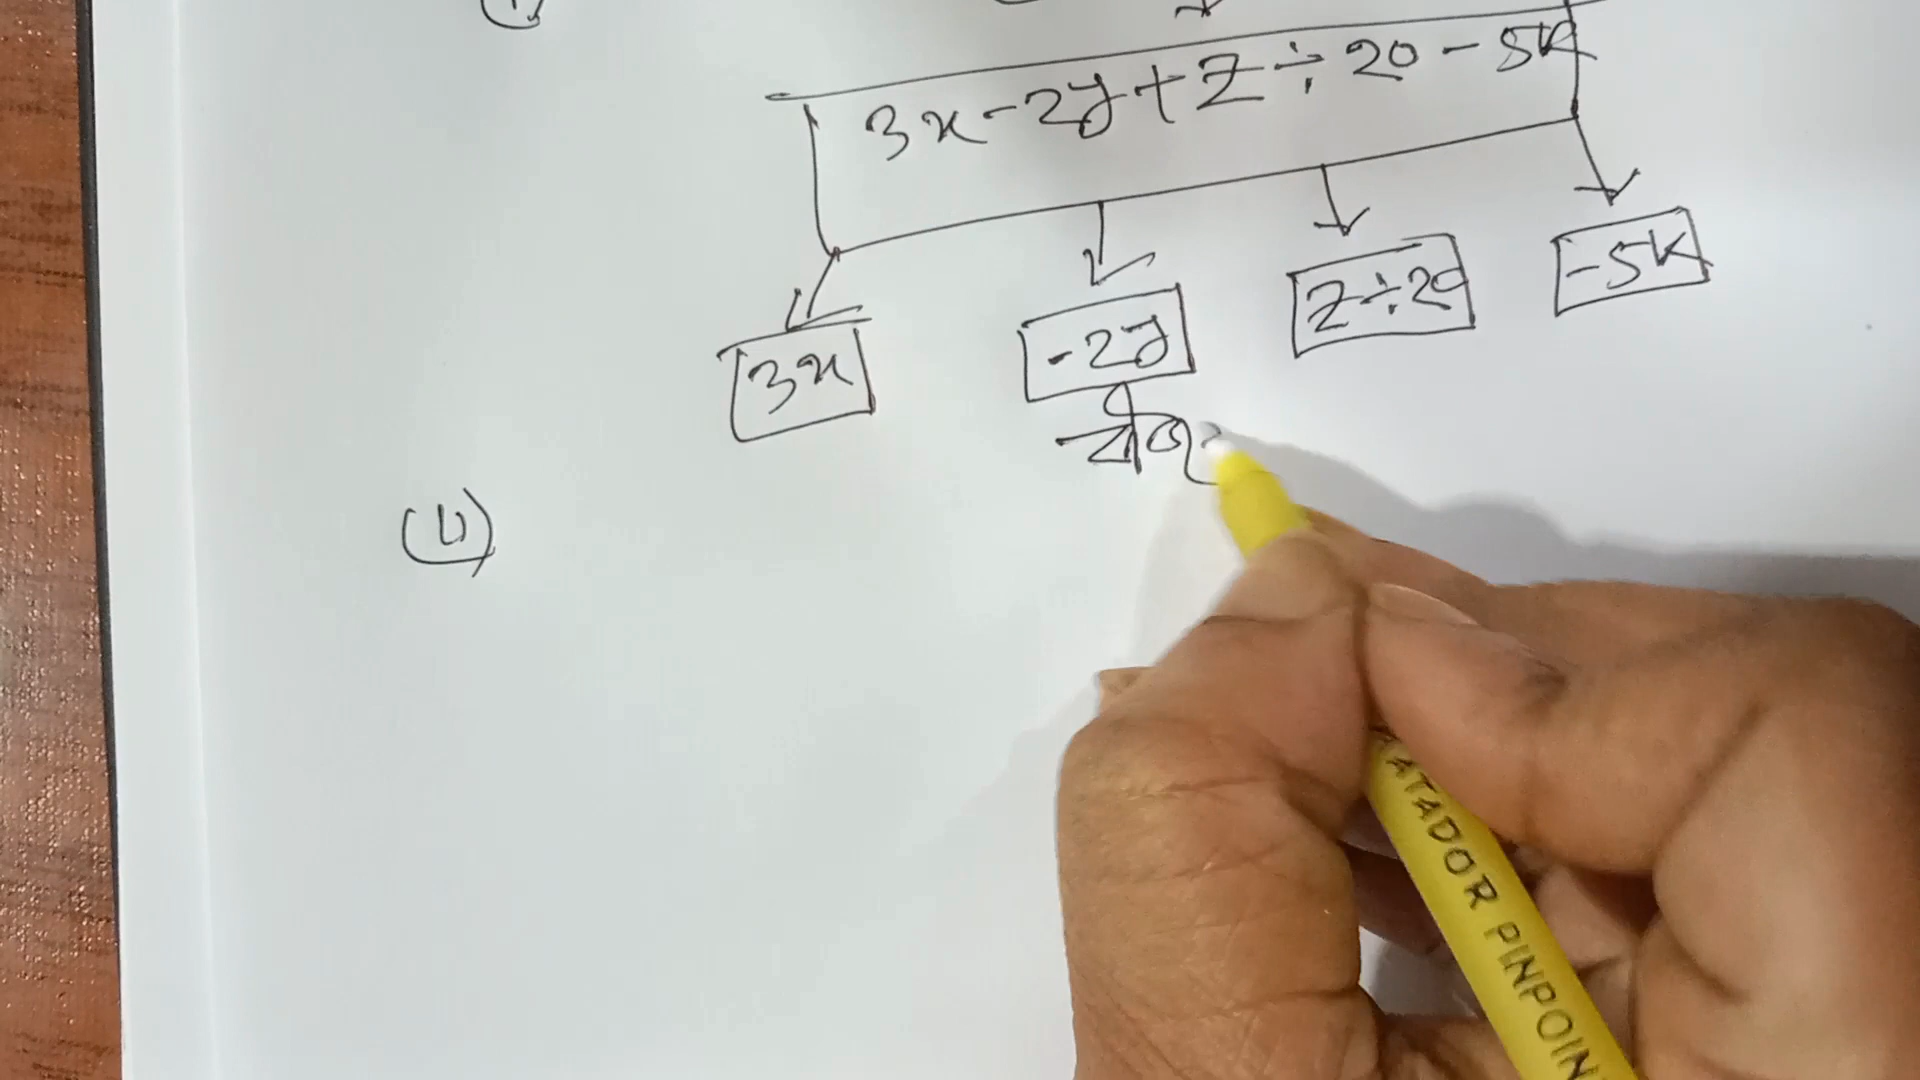 3x-2y+Z÷20-5K
3x
-2y
Z÷20
-5K
(ii)
ATADOR PINPOIN